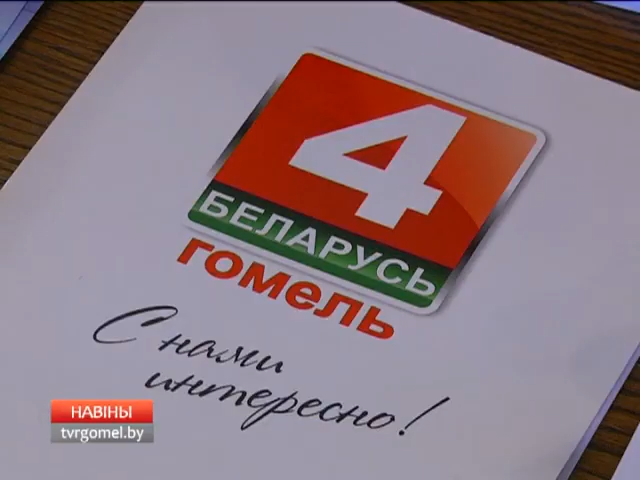 4
БЕЛАРУСЬ
гомель
С нами
интересно!
НАВІНЫ
tvrgomel.by